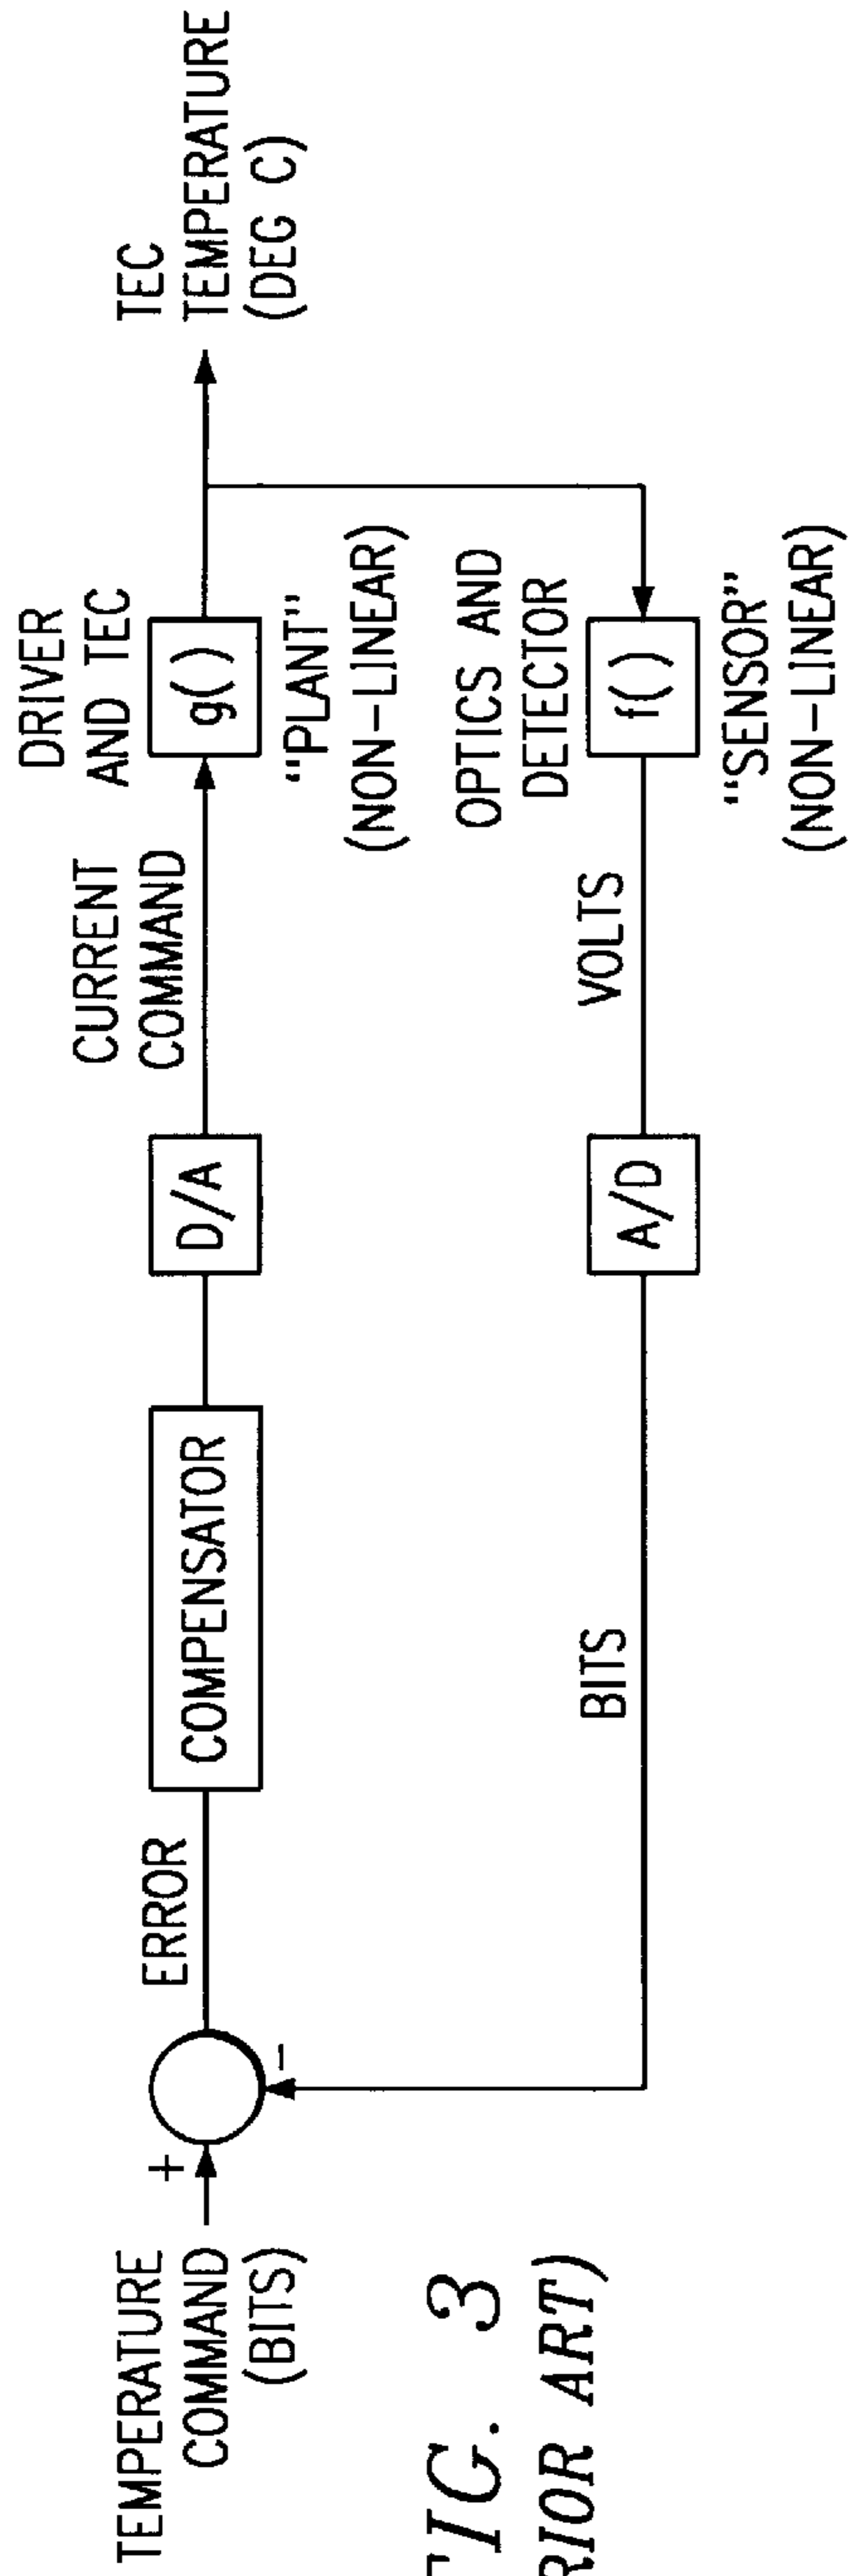 TEMPERATURE
COMMAND
(BITS)
+
-
ERROR
COMPENSATOR
D/A
CURRENT
COMMAND
DRIVER
AND TEC
g()
"PLANT"
(NON-LINEAR)
TEC
TEMPERATURE
(DEG C)
OPTICS AND
DETECTOR
f()
"SENSOR"
(NON-LINEAR)
VOLTS
A/D
BITS
FIG. 3
RIOR ART)